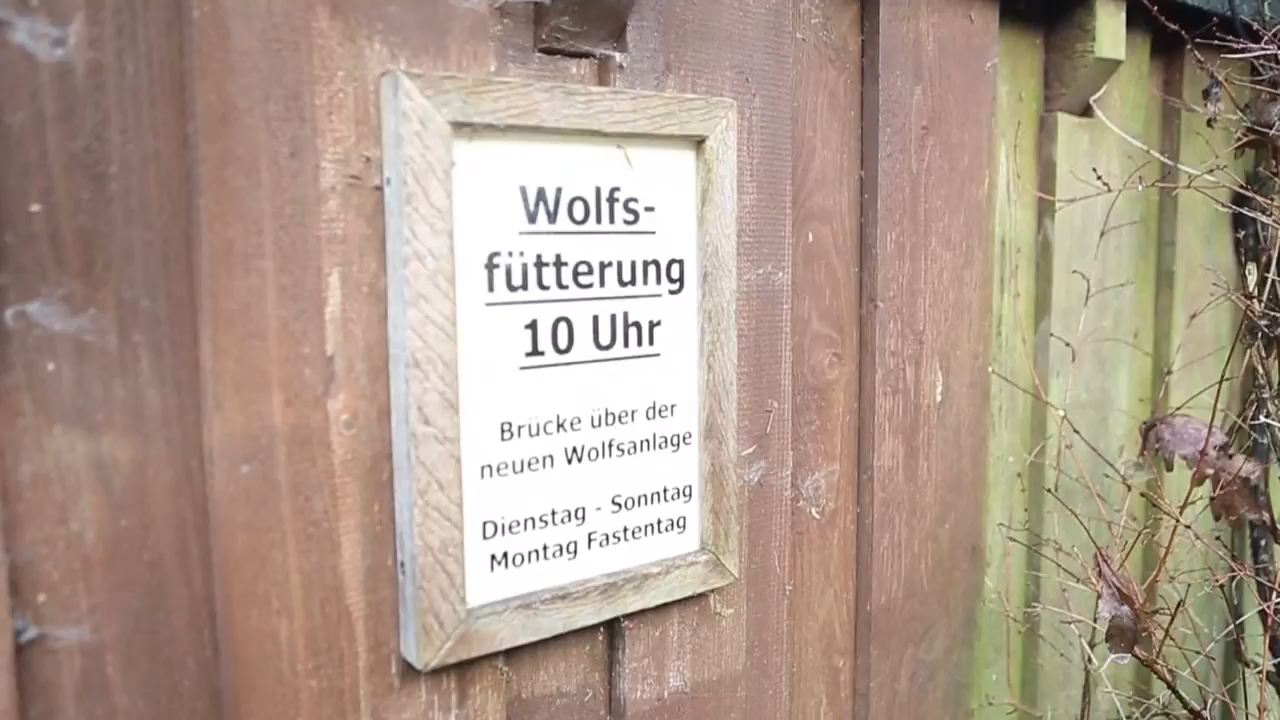 Wolfs-
fütterung
10 Uhr
Brücke über der
neuen Wolfsanlage
Dienstag - Sonntag
Montag Fastentag